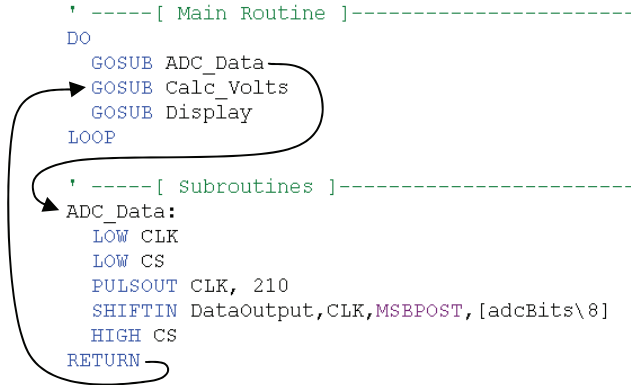 ' -----[ Main Routine ]---------------------------
DO
  GOSUB ADC_Data
  GOSUB Calc_Volts
  GOSUB Display
LOOP
' -----[ Subroutines ]----------------------------
ADC_Data:
  LOW CLK
  LOW CS
  PULSOUT CLK, 210
  SHIFTIN DataOutput,CLK,MSBPOST,[adcBits\8]
  HIGH CS
RETURN